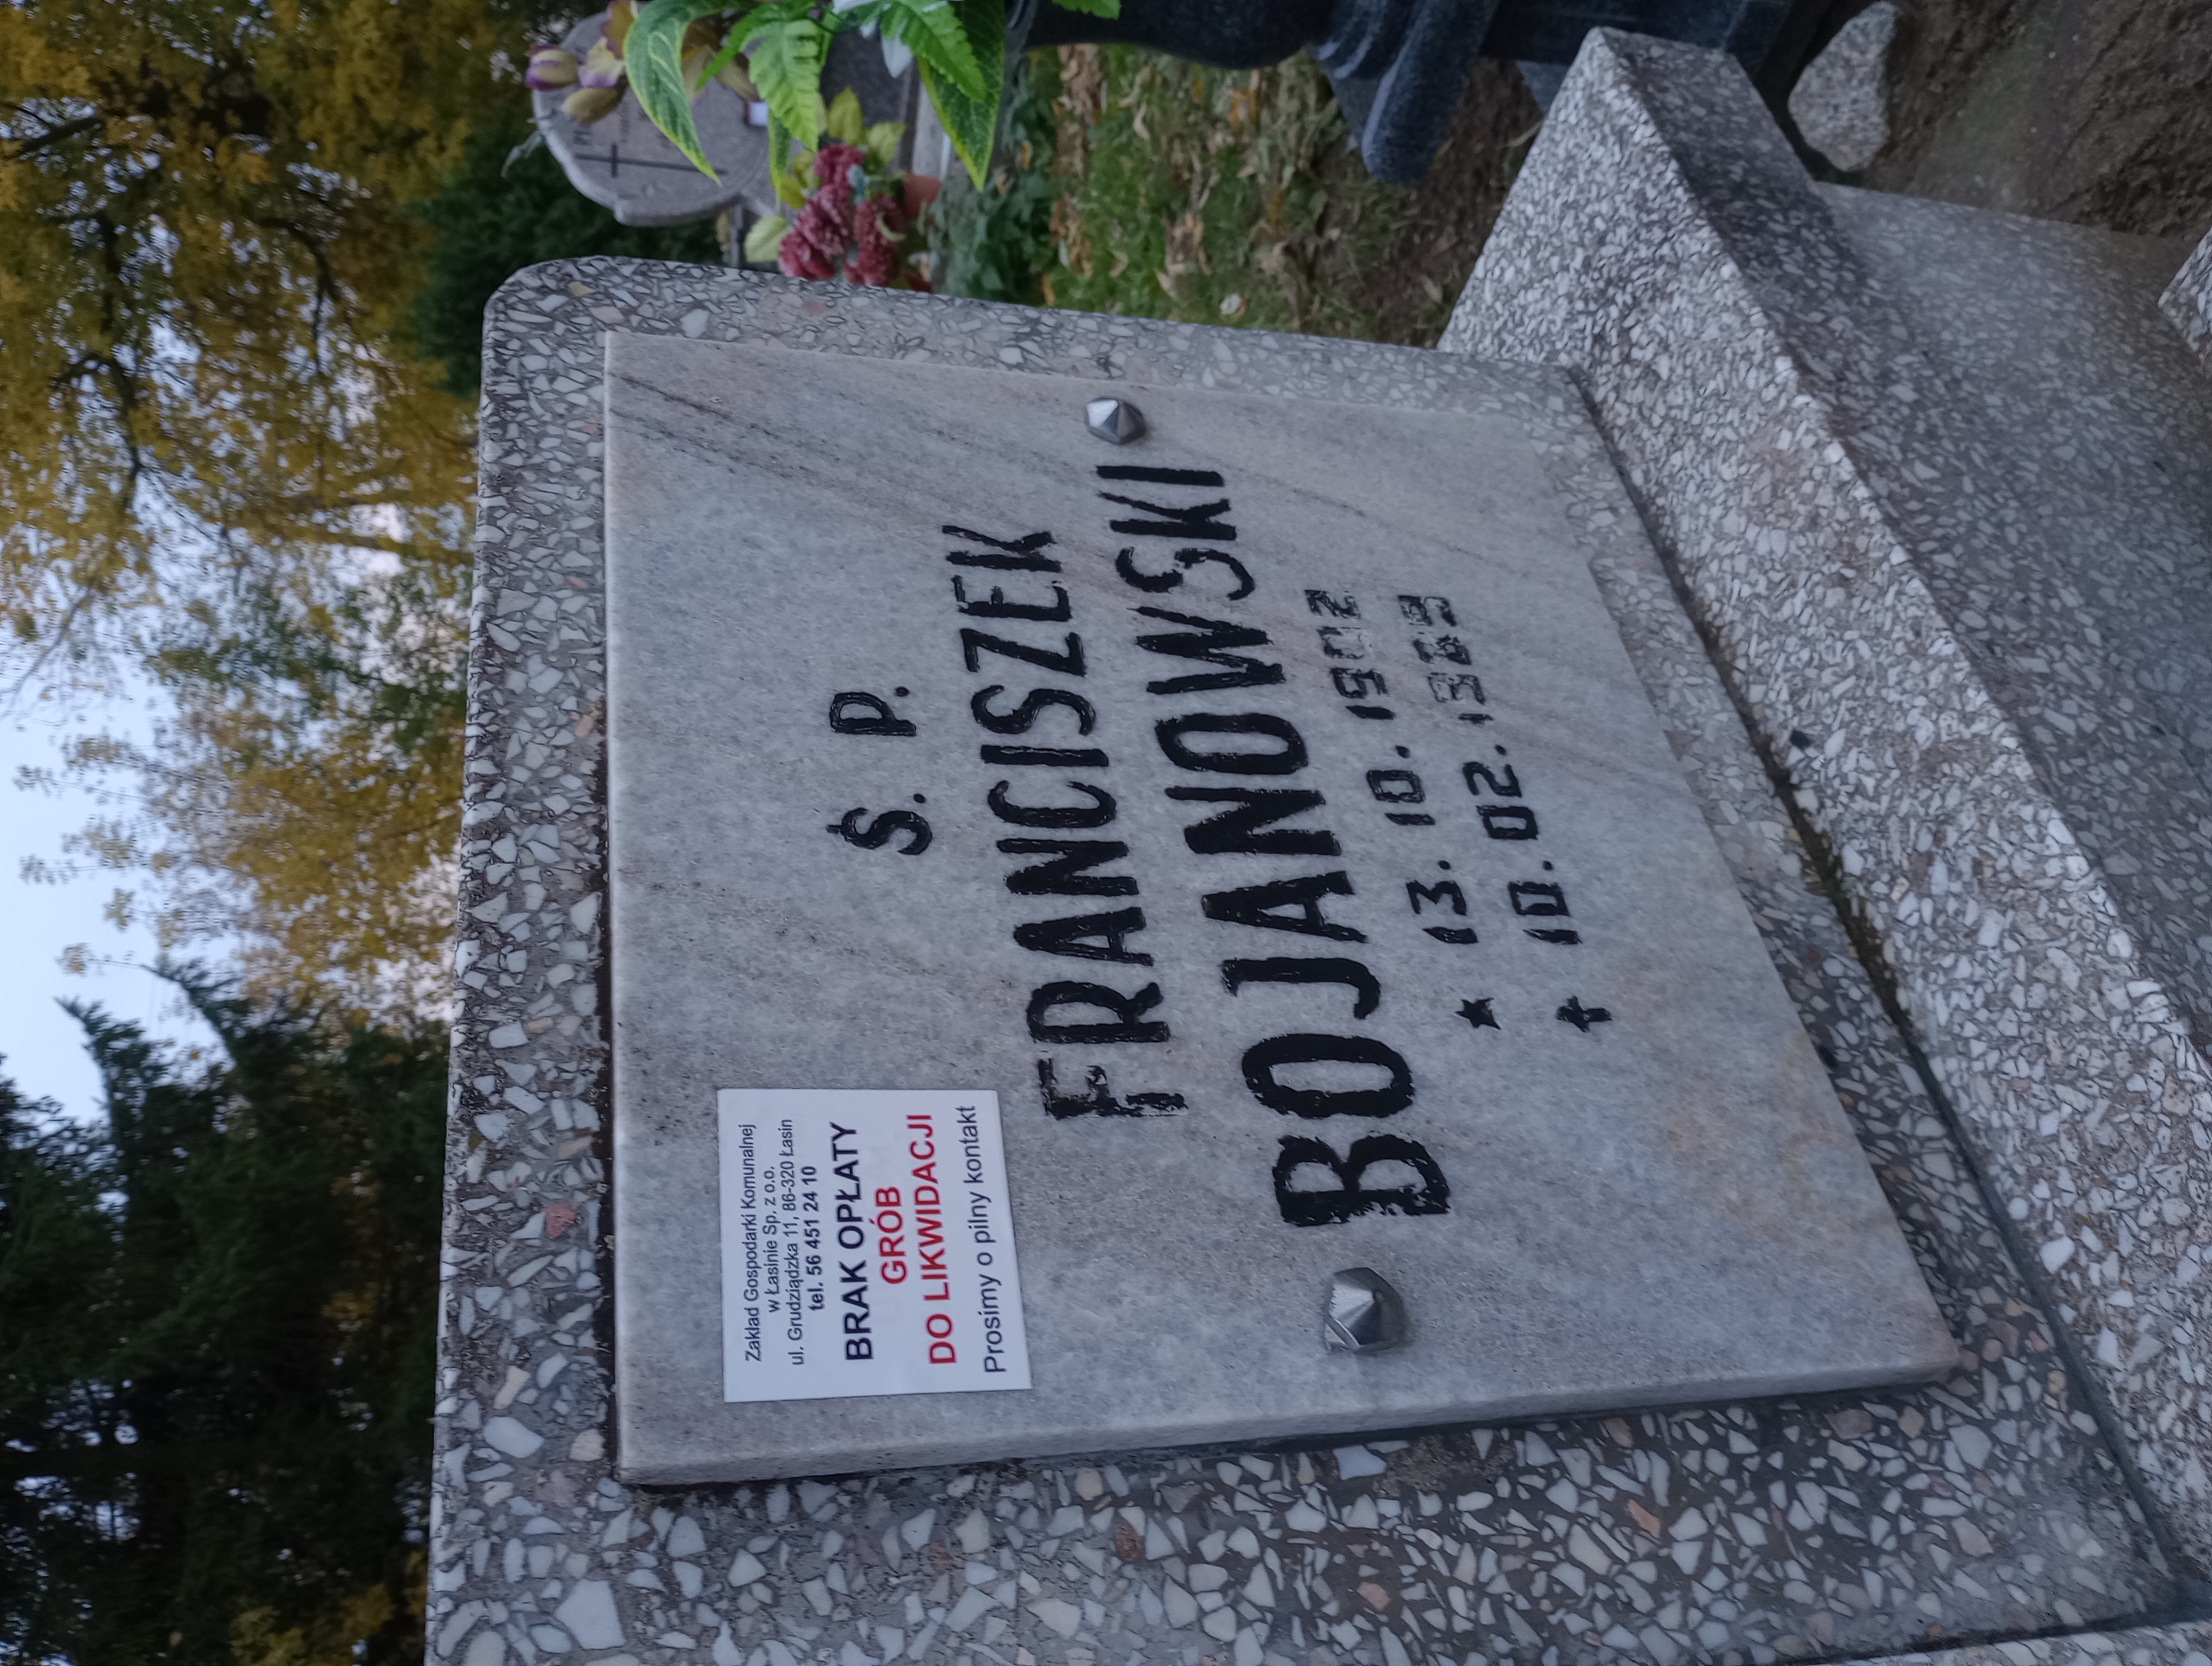 Zakład Gospodarki Komunalnej
w Łasinie Sp. z o.o.
ul. Grudziądzka 11, 86-320 Łasin
tel. 56 451 24 10
BRAK OPŁATY
GRÓB
DO LIKWIDACJI
Prosimy o pilny kontakt
Ś. P.
FRANCISZEK
BOJANOWSKI
13. 10. 1902
10. 02. 1989